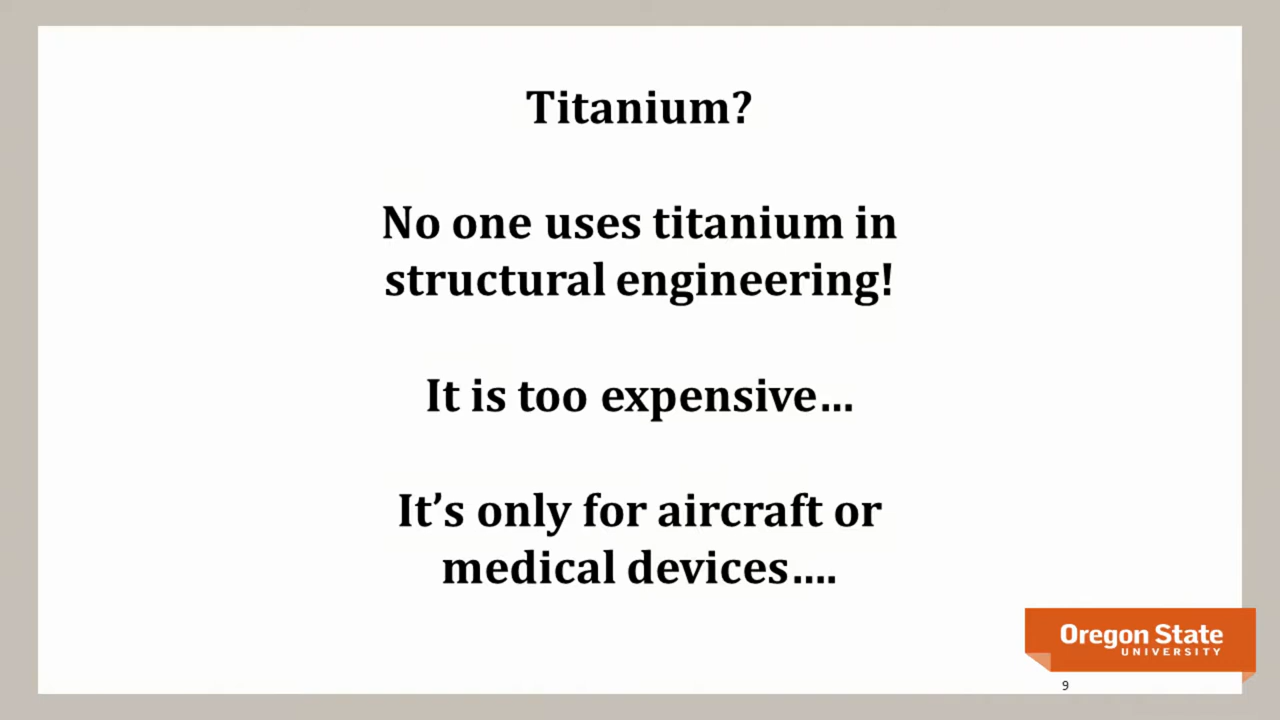 Titanium?
No one uses titanium in
structural engineering!
It is too expensive…
It’s only for aircraft or
medical devices….
Oregon State
UNIVERSITY
9